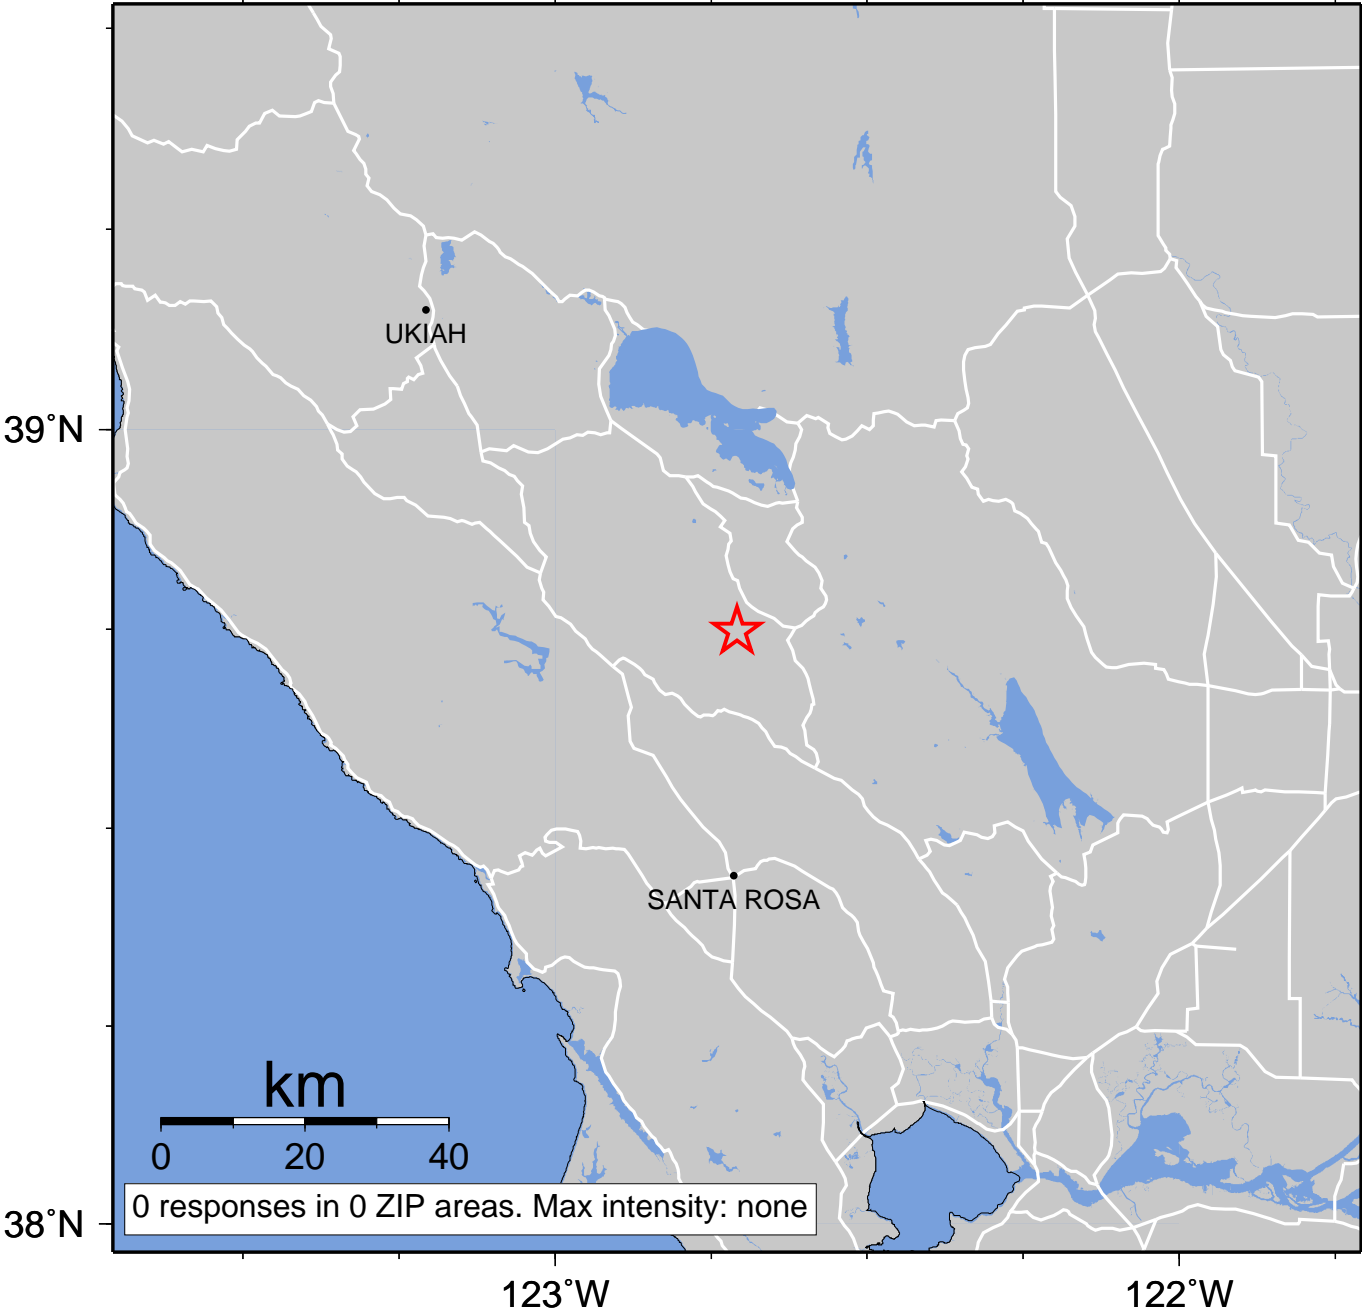 UKIAH
39°N
SANTA ROSA
km
0 20 40
0 responses in 0 ZIP areas. Max intensity: none
38°N
123°W 122°W